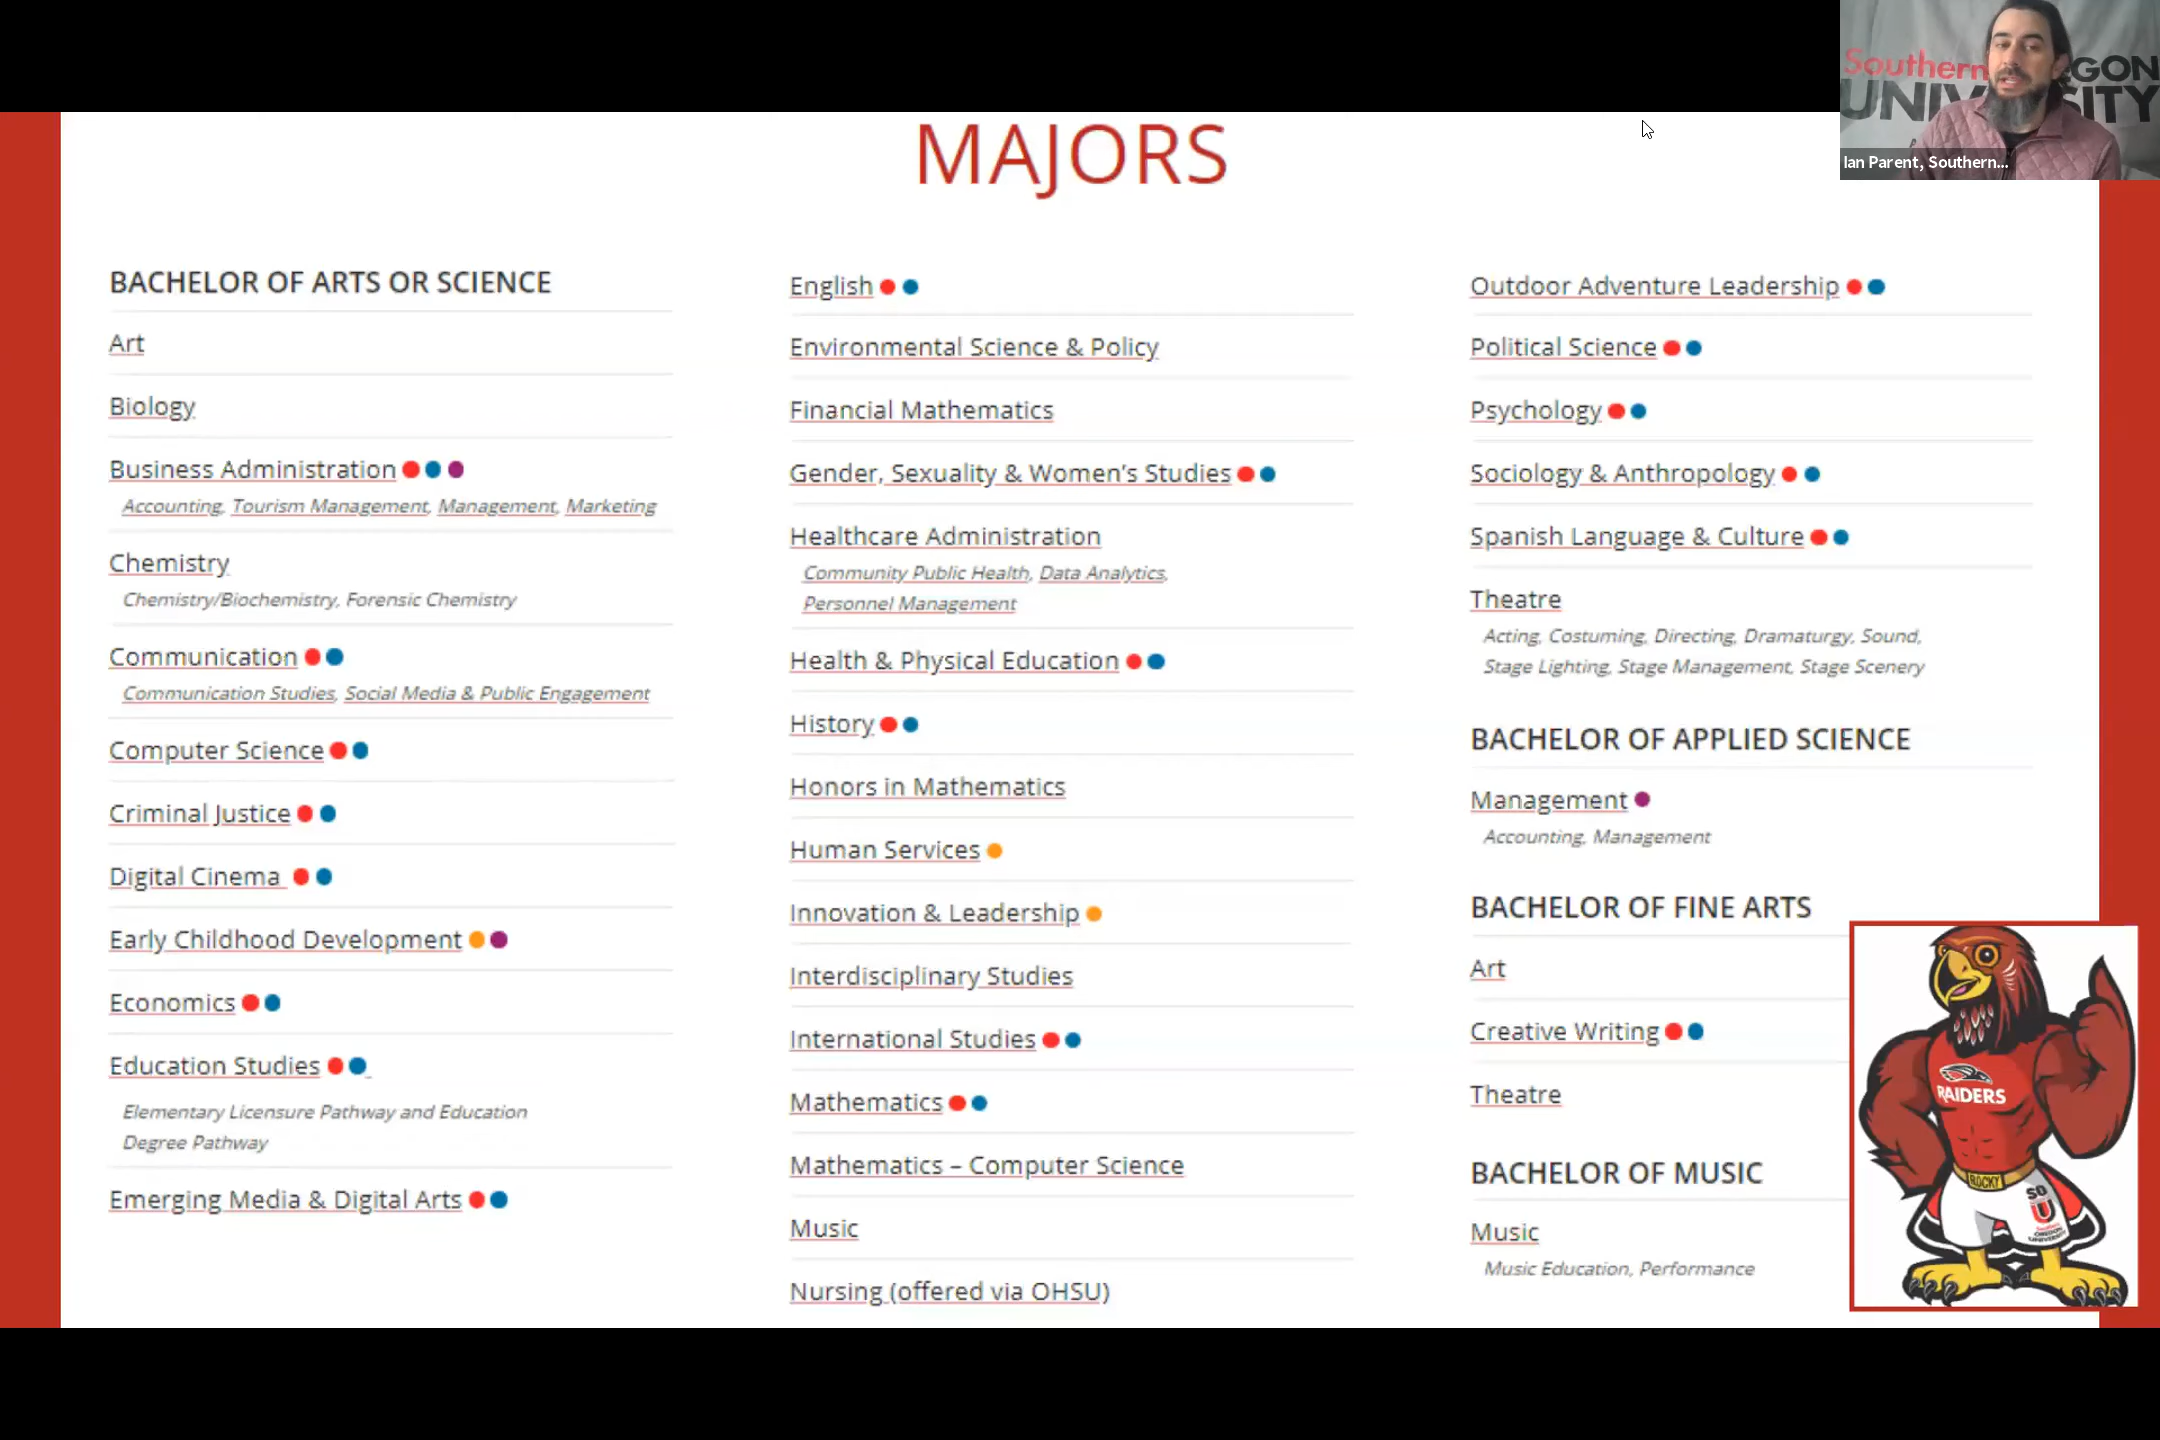 MAJORS
BACHELOR OF ARTS OR SCIENCE
Art
Biology
Business Administration
Accounting, Tourism Management, Management, Marketing
Chemistry
Chemistry/Biochemistry, Forensic Chemistry
Communication
Communication Studies, Social Media & Public Engagement
Computer Science
Criminal Justice
Digital Cinema
Early Childhood Development
Economics
Education Studies
Elementary Licensure Pathway and Education
Degree Pathway
Emerging Media & Digital Arts
English
Environmental Science & Policy
Financial Mathematics
Gender, Sexuality & Women's Studies
Healthcare Administration
Community Public Health, Data Analytics,
Personnel Management
Health & Physical Education
History
Honors in Mathematics
Human Services
Innovation & Leadership
Interdisciplinary Studies
International Studies
Mathematics
Mathematics – Computer Science
Music
Nursing (offered via OHSU)
Outdoor Adventure Leadership
Political Science
Psychology
Sociology & Anthropology
Spanish Language & Culture
Theatre
Acting, Costuming, Directing, Dramaturgy, Sound,
Stage Lighting, Stage Management, Stage Scenery
BACHELOR OF APPLIED SCIENCE
Management
Accounting, Management
BACHELOR OF FINE ARTS
Art
Creative Writing
Theatre
BACHELOR OF MUSIC
Music
Music Education, Performance
Southern
Ian Parent, Southern...
RAIDERS
ROCKY
SO
U
Southern
OREGON
UNIVERSITY